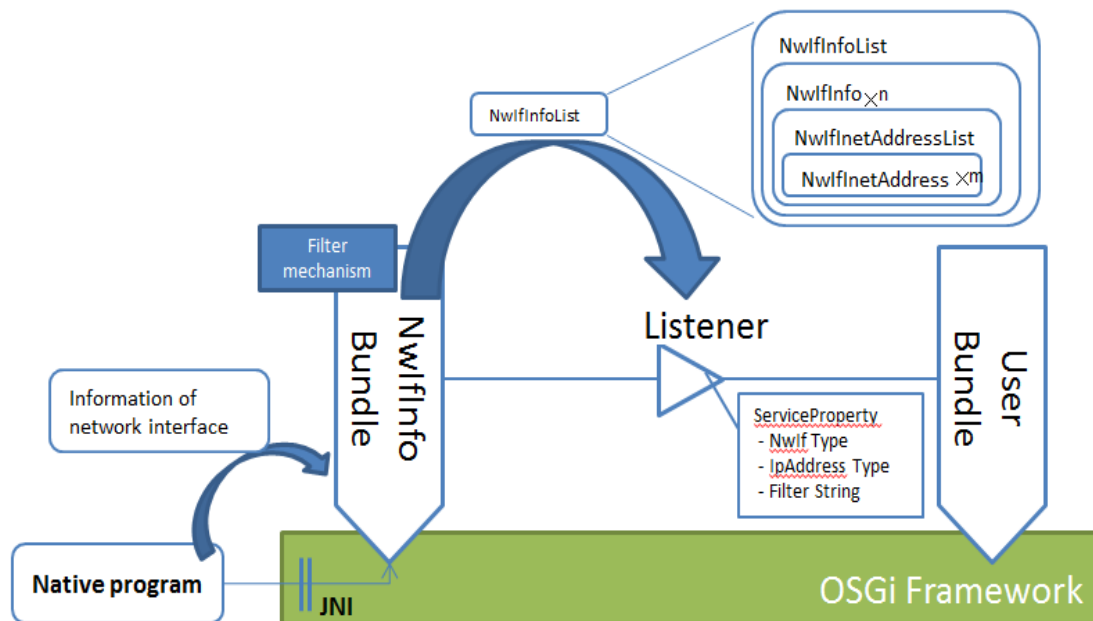 NwIfInfoList
NwIfInfo×n
NwIfInetAddressList
NwIfInetAddress ×m
NwIfInfoList
Filter
mechanism
NwIfInfo
Bundle
Listener
User
Bundle
Information of
network interface
ServiceProperty
- NwIf Type
- IpAddress Type
- Filter String
Native program
JNI
OSGi Framework